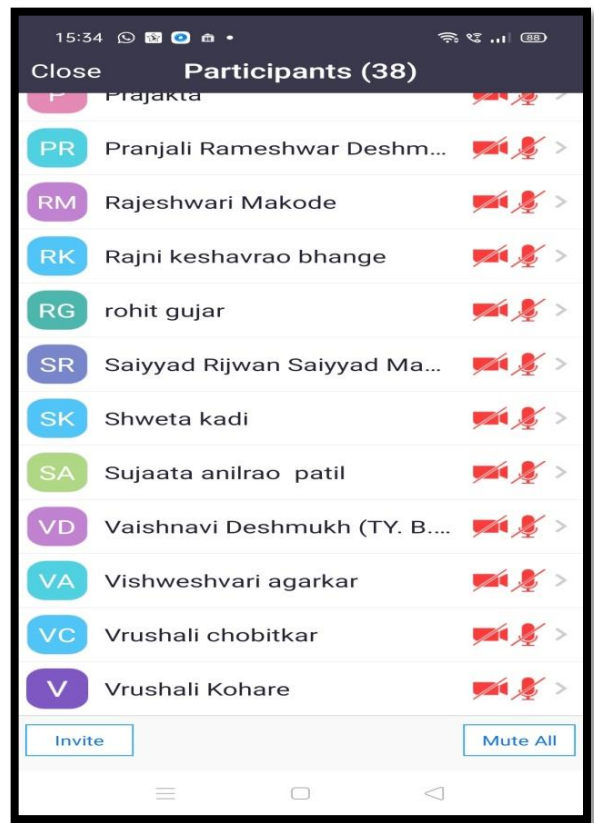 15:34 88
Close Participants (38)
P Prajakta
PR Pranjali Rameshwar Deshm...
RM Rajeshwari Makode
RK Rajni keshavrao bhange
RG rohit gujar
SR Saiyyad Rijwan Saiyyad Ma...
SK Shweta kadi
SA Sujaata anilrao patil
VD Vaishnavi Deshmukh (TY. B....
VA Vishweshvari agarkar
VC Vrushali chobitkar
V Vrushali Kohare
Invite Mute All